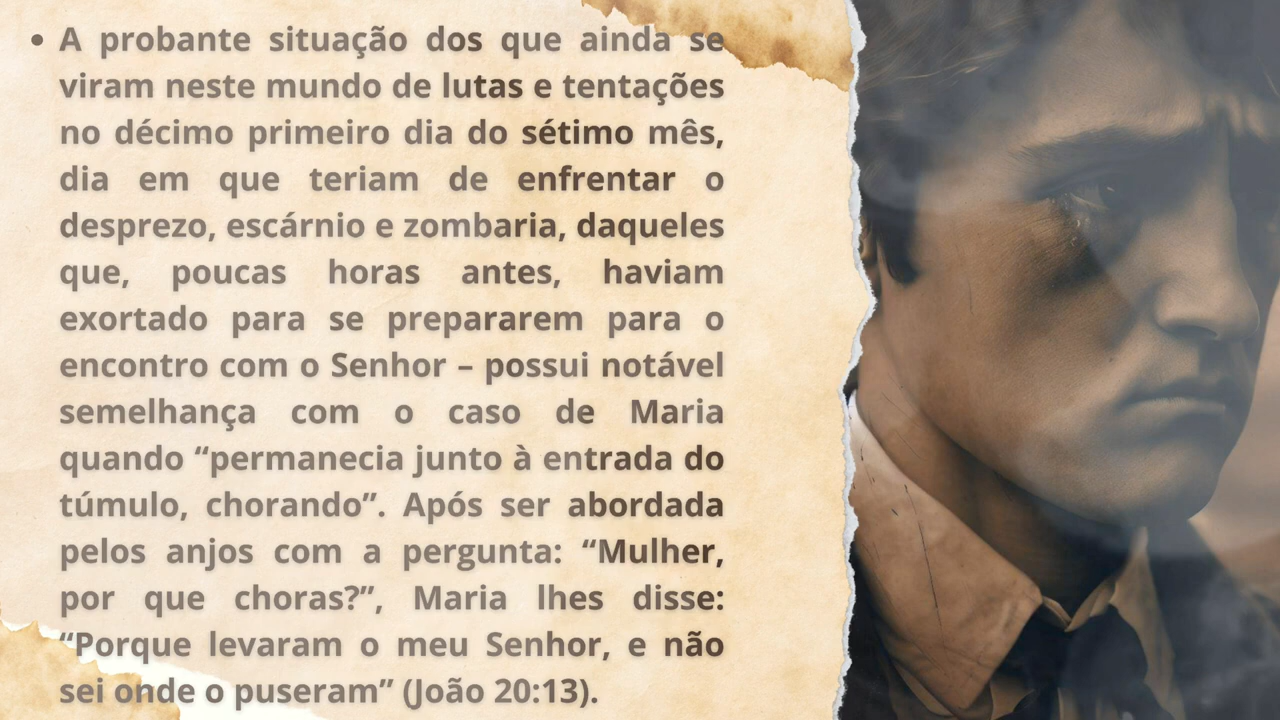 • A probante situação dos que ainda se
viram neste mundo de lutas e tentações
no décimo primeiro dia do sétimo mês,
dia em que teriam de enfrentar o
desprezo, escárnio e zombaria, daqueles
que, poucas horas antes, haviam
exortado para se prepararem para o
encontro com o Senhor – possui notável
semelhança com o caso de Maria
quando “permanecia junto à entrada do
túmulo, chorando”. Após ser abordada
pelos anjos com a pergunta: “Mulher,
por que choras?”, Maria lhes disse:
“Porque levaram o meu Senhor, e não
sei onde o puseram” (João 20:13).